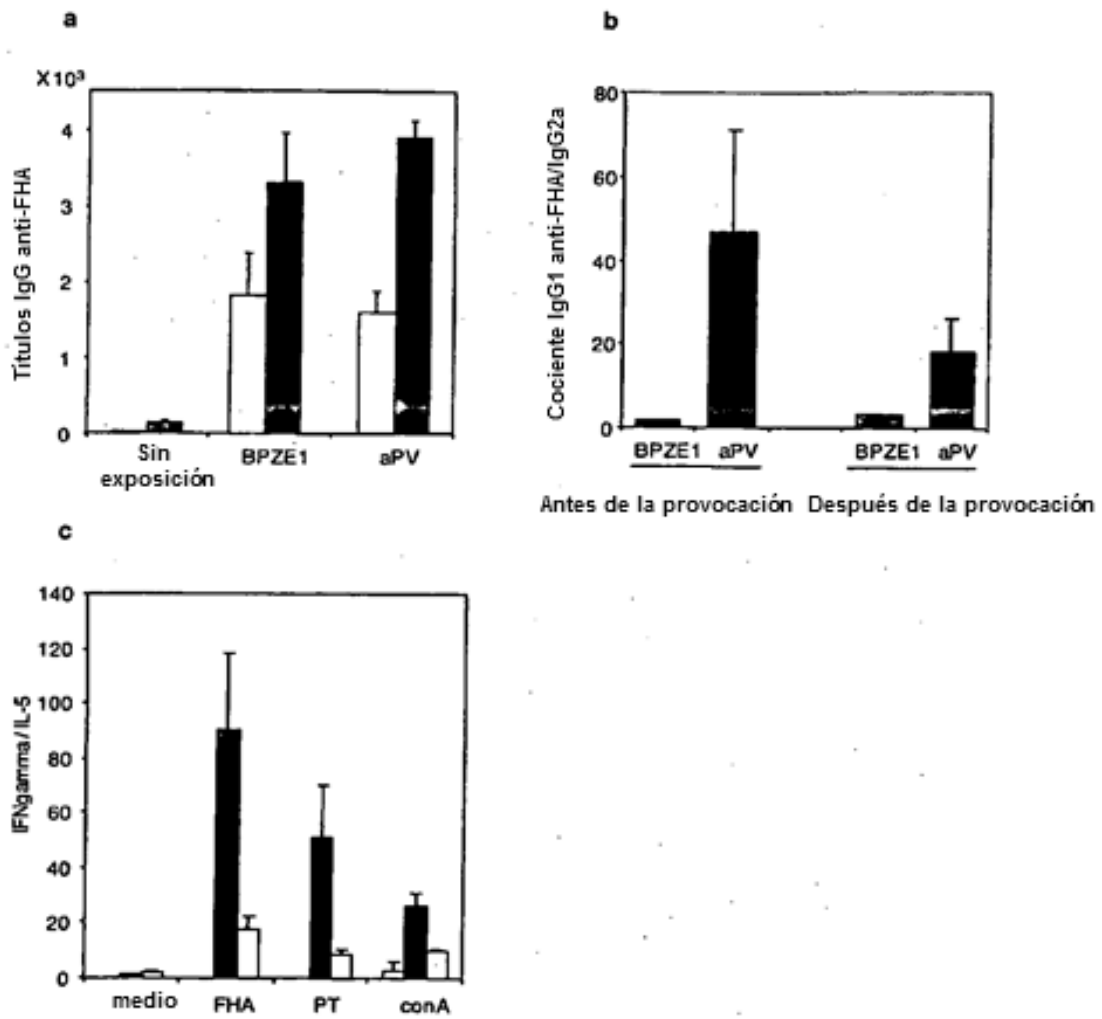 a
X10³
4
3
2
1
0
Títulos IgG anti-FHA
Sin
exposición
BPZE1
aPV
b
80
60
40
20
0
Cociente IgG1 anti-FHA/IgG2a
BPZE1 aPV
BPZE1 aPV
Antes de la provocación
Después de la provocación
c
140
120
100
80
60
40
20
0
IFNgamma/IL-5
medio
FHA
PT
conA